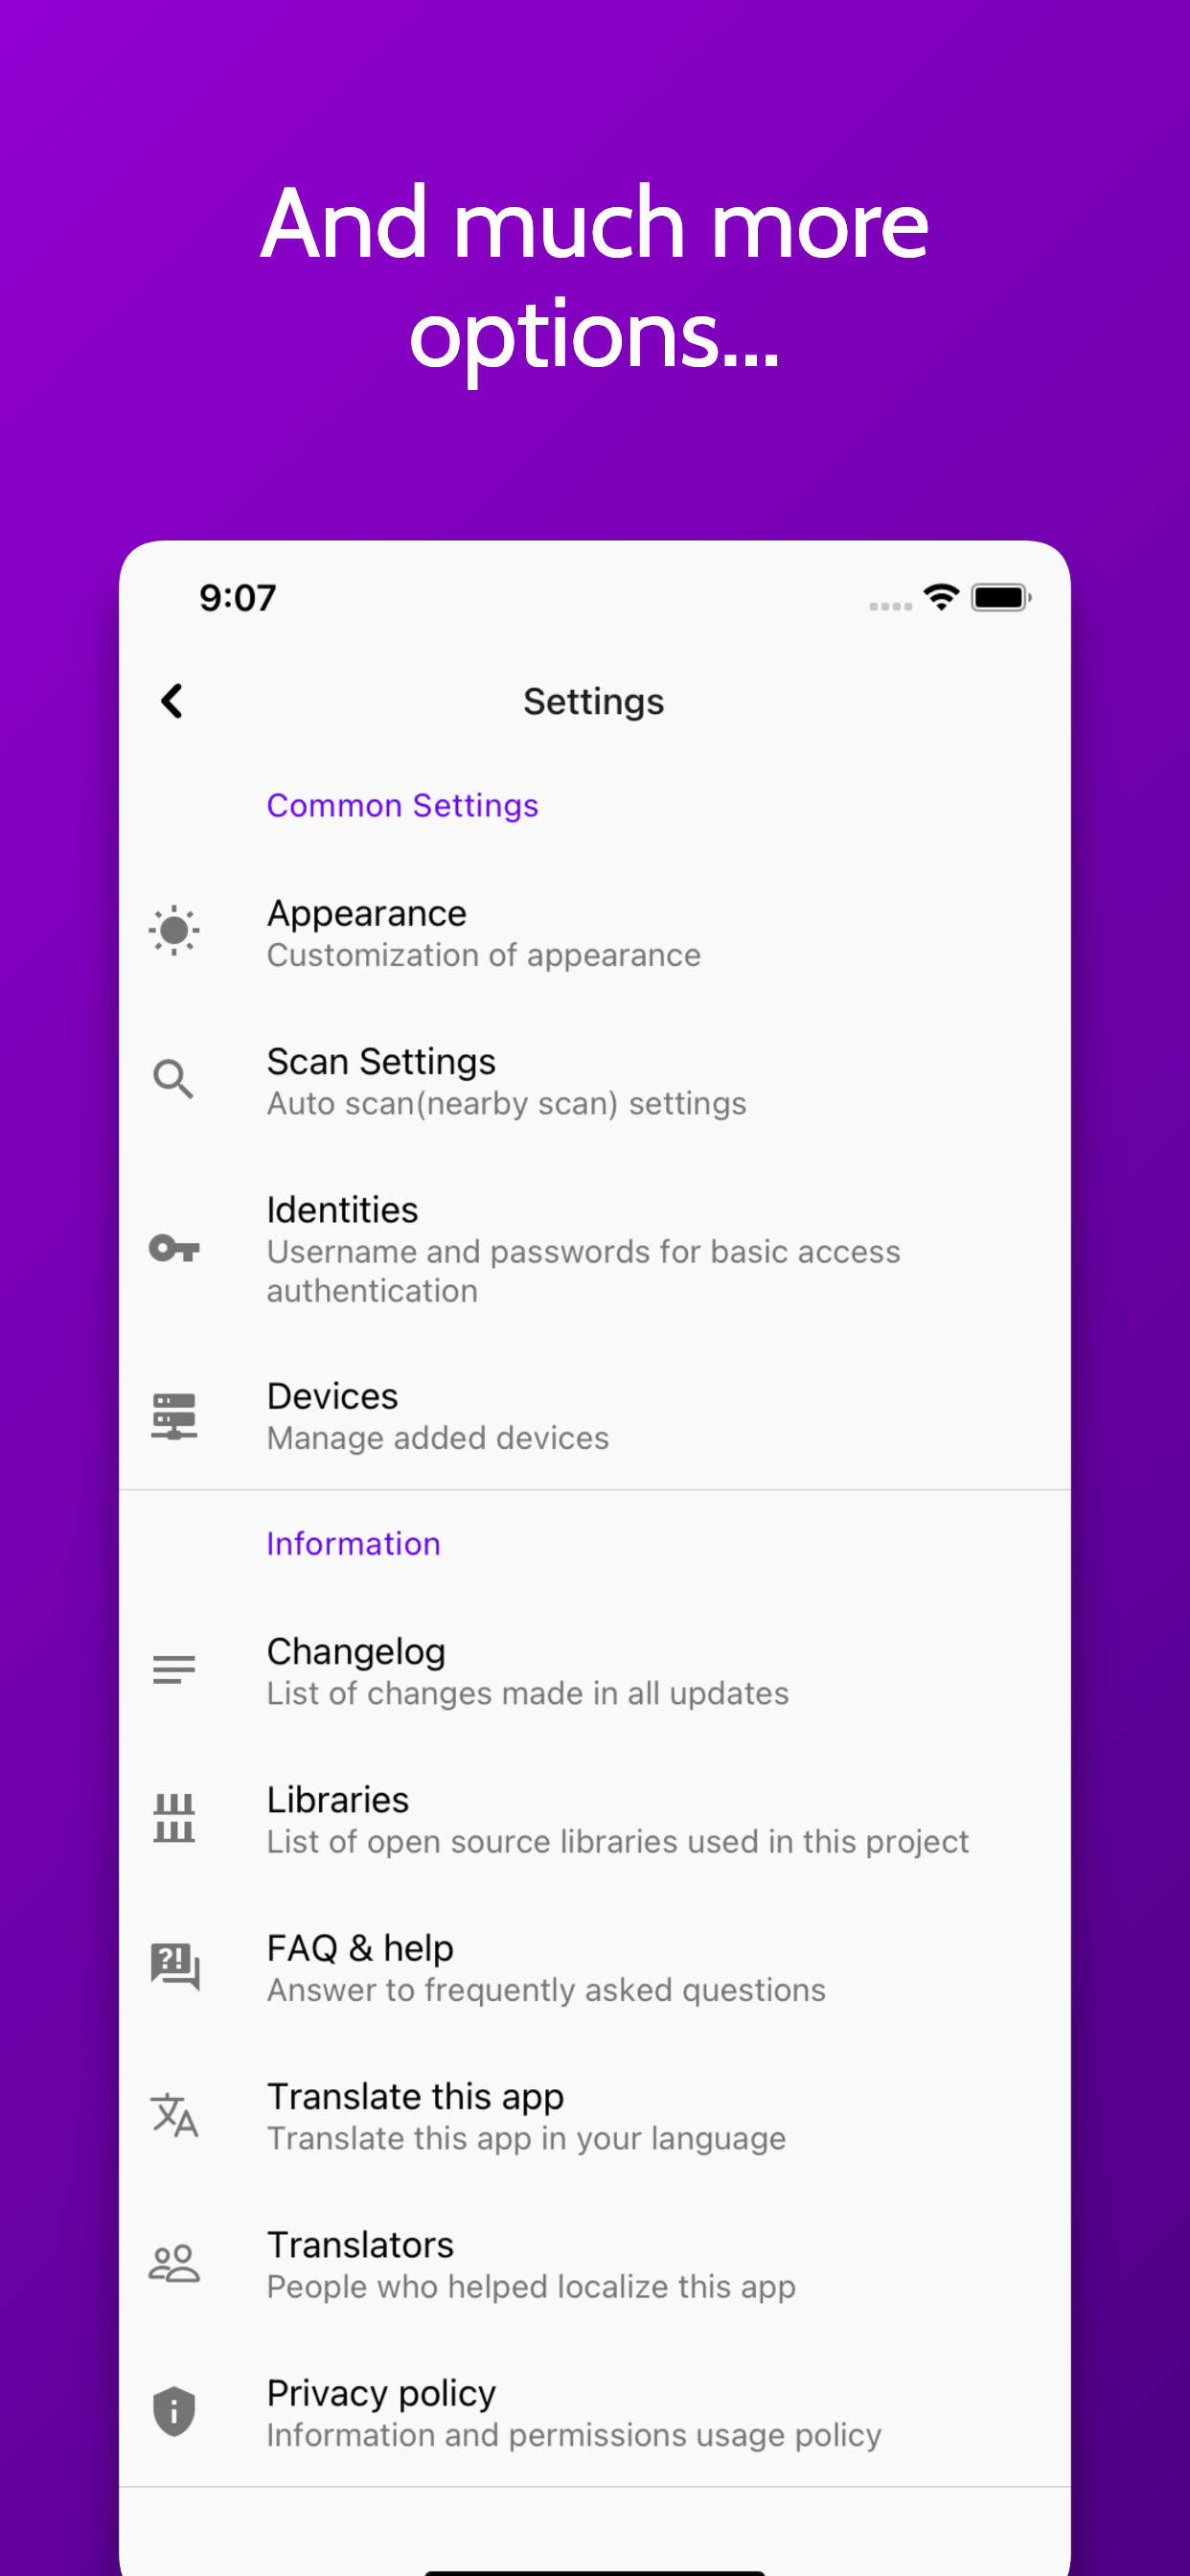 And much more
options...
9:07
Settings
Common Settings
Appearance
Customization of appearance
Scan Settings
Auto scan(nearby scan) settings
Identities
Username and passwords for basic access
authentication
Devices
Manage added devices
Information
Changelog
List of changes made in all updates
Libraries
List of open source libraries used in this project
?!
FAQ & help
Answer to frequently asked questions
Translate this app
Translate this app in your language
Translators
People who helped localize this app
Privacy policy
Information and permissions usage policy